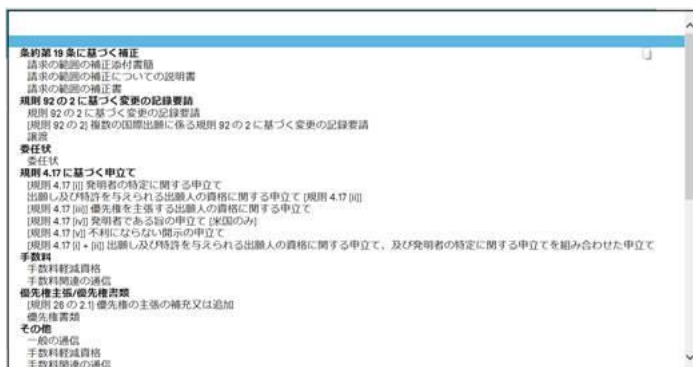 条約第19条に基づく補正
請求の範囲の補正添付書簡
請求の範囲の補正についての説明書
請求の範囲の補正書
規則 92 の 2 に基づく変更の記録要請
規則 92 の 2 に基づく変更の記録要請
[規則 92 の 2] 複数の国際出願に係る規則 92 の 2 に基づく変更の記録要請
譲渡
委任状
委任状
規則 4.17 に基づく申立て
[規則 4.17 [i]] 発明者の特定に関する申立て
出願し及び特許を与えられる出願人の資格に関する申立て [規則 4.17 [ii]]
[規則 4.17 [iii]] 優先権を主張する出願人の資格に関する申立て
[規則 4.17 [iv]] 発明者である旨の申立て [米国のみ]
[規則 4.17 [v]] 不利にならない開示の申立て
[規則 4.17 [i] + [ii]] 出願し及び特許を与えられる出願人の資格に関する申立て、及び発明者の特定に関する申立てを組み合わせた申立て
手数料
手数料軽減資格
手数料関連の通信
優先権主張/優先権書類
[規則 26 の 2.1] 優先権の主張の補充又は追加
優先権書類
その他
一般の通信
手数料軽減資格
手数料関連の通信